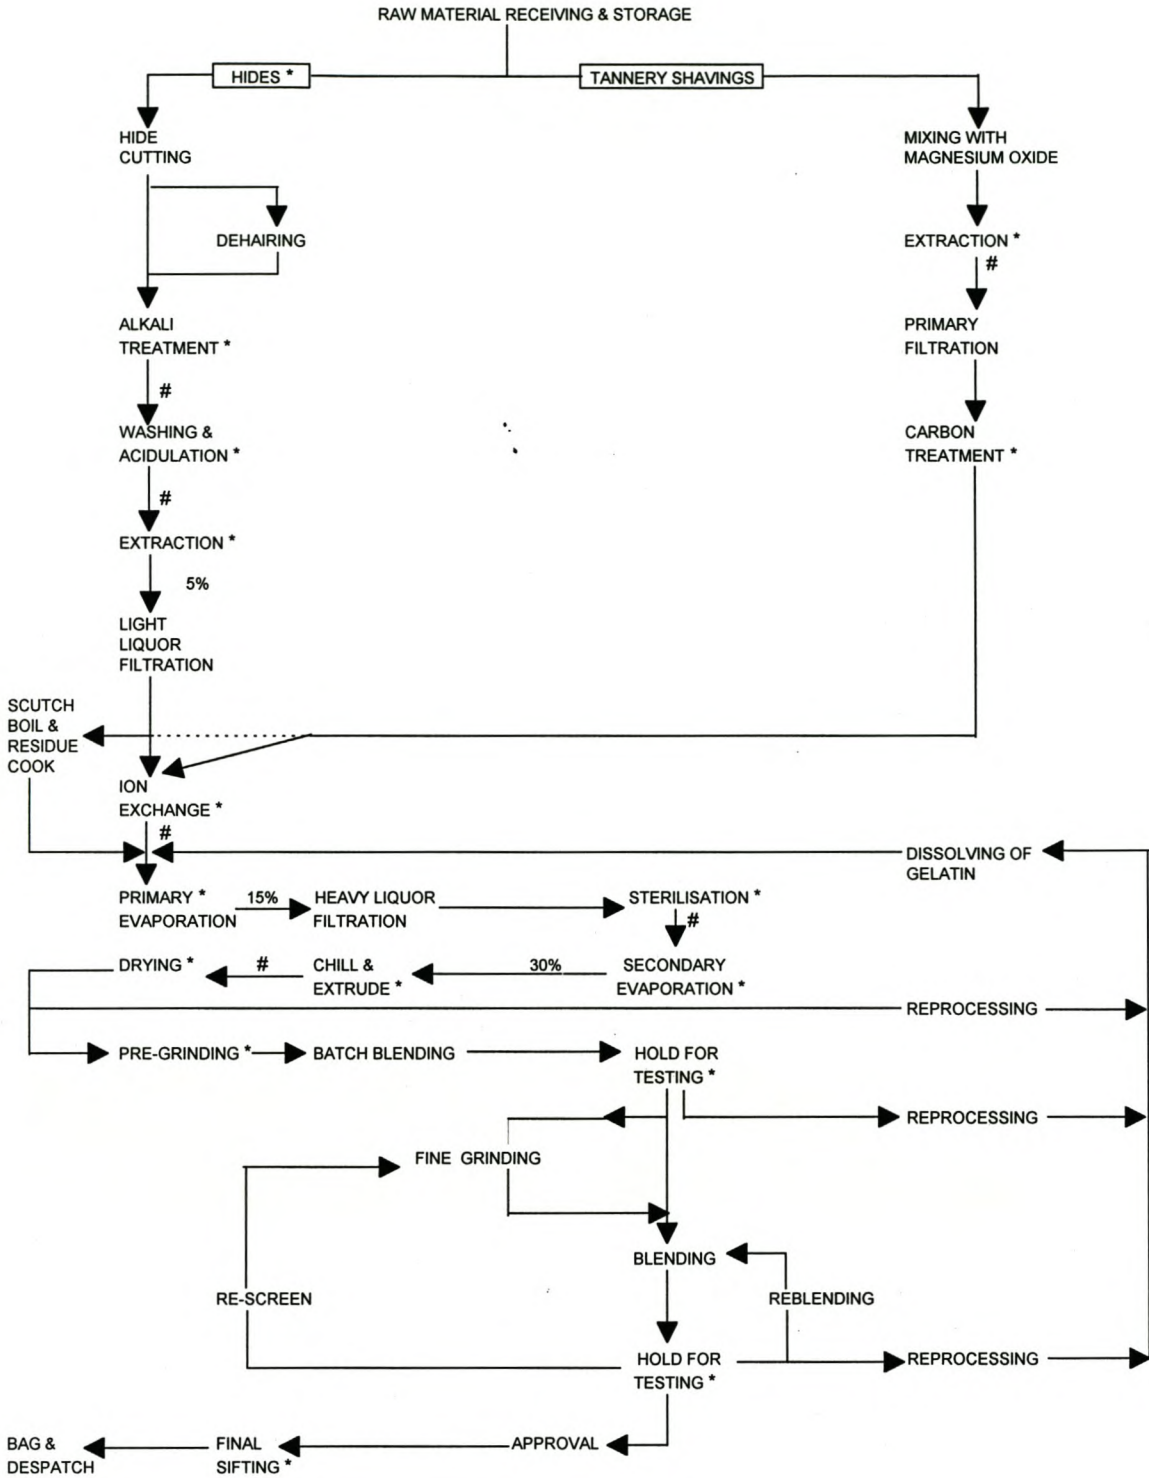 RAW MATERIAL RECEIVING & STORAGE
HIDES *
TANNERY SHAVINGS
HIDE
CUTTING
MIXING WITH
MAGNESIUM OXIDE
DEHAIRING
EXTRACTION *
#
ALKALI
TREATMENT *
PRIMARY
FILTRATION
#
WASHING &
ACIDULATION *
CARBON
TREATMENT *
#
EXTRACTION *
5%
LIGHT
LIQUOR
FILTRATION
SCUTCH
BOIL &
RESIDUE
COOK
ION
EXCHANGE *
#
DISSOLVING OF
GELATIN
PRIMARY *
EVAPORATION
15%
HEAVY LIQUOR
FILTRATION
STERILISATION *
#
DRYING *
#
CHILL &
EXTRUDE *
30%
SECONDARY
EVAPORATION *
REPROCESSING
PRE-GRINDING *
BATCH BLENDING
HOLD FOR
TESTING *
REPROCESSING
FINE GRINDING
BLENDING
RE-SCREEN
REBLENDING
HOLD FOR
TESTING *
REPROCESSING
BAG &
DESPATCH
FINAL
SIFTING *
APPROVAL